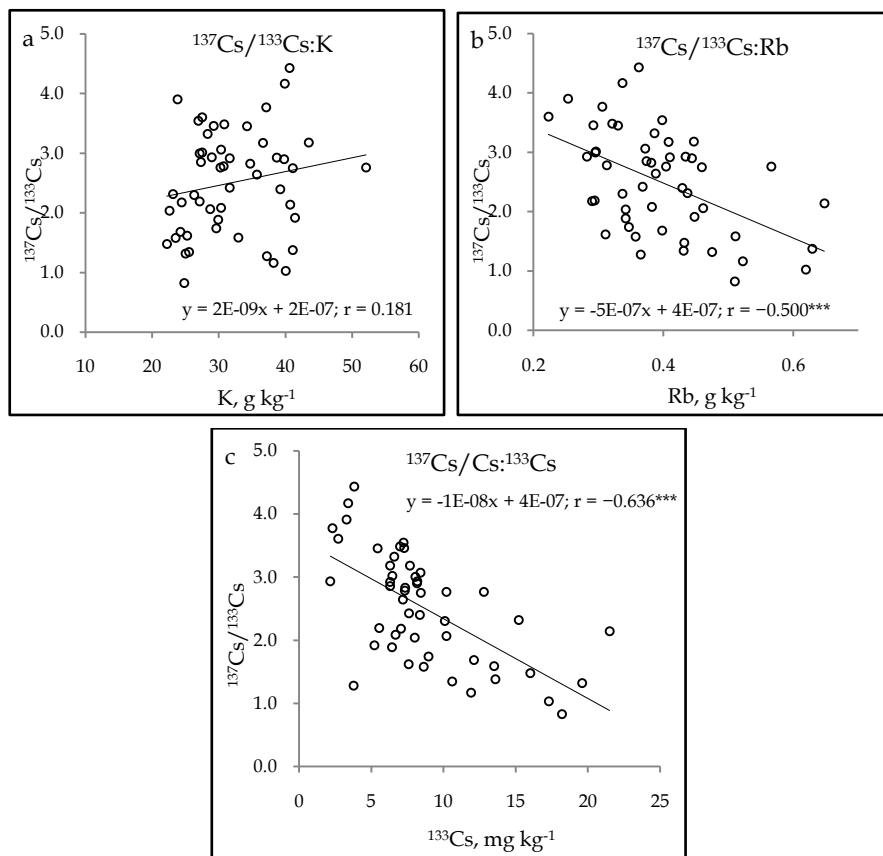 a
¹³⁷Cs/¹³³Cs:K
5.0
4.0
3.0
2.0
1.0
0.0
¹³⁷Cs/¹³³Cs
y = 2E-09x + 2E-07; r = 0.181
10 20 30 40 50 60
K, g kg⁻¹
b
¹³⁷Cs/¹³³Cs:Rb
5.0
4.0
3.0
2.0
1.0
0.0
¹³⁷Cs/¹³³Cs
y = -5E-07x + 4E-07; r = −0.500***
0.2 0.4 0.6
Rb, g kg⁻¹
c
¹³⁷Cs/Cs:¹³³Cs
y = -1E-08x + 4E-07; r = −0.636***
5.0
4.0
3.0
2.0
1.0
0.0
¹³⁷Cs/¹³³Cs
0 5 10 15 20 25
¹³³Cs, mg kg⁻¹